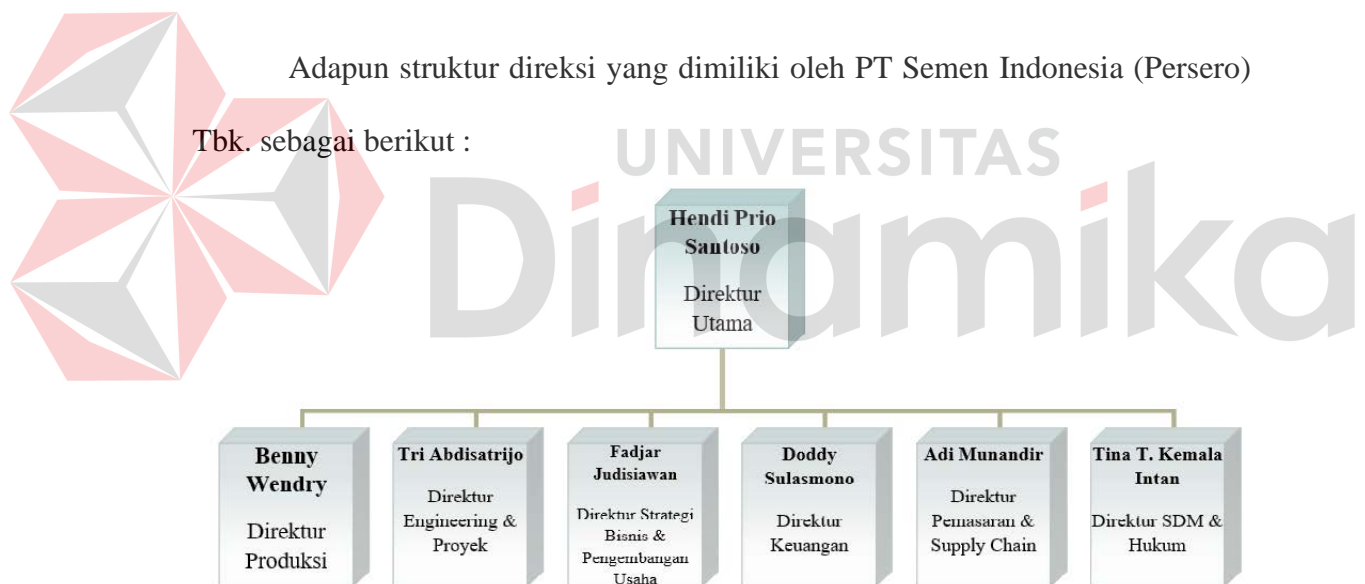 Adapun struktur direksi yang dimiliki oleh PT Semen Indonesia (Persero)
Tbk. sebagai berikut :
UNIVERSITAS
Dinamika
Hendi Prio
Santoso
Direktur
Utama
Benny
Wendry
Direktur
Produksi
Tri Abdisatrijo
Direktur
Engineering &
Proyek
Fadjar
Judisiawan
Direktur Strategi
Bisnis &
Pengembangan
Usaha
Doddy
Sulasmono
Direktur
Keuangan
Adi Munandir
Direktur
Pemasaran &
Supply Chain
Tina T. Kemala
Intan
Direktur SDM &
Hukum